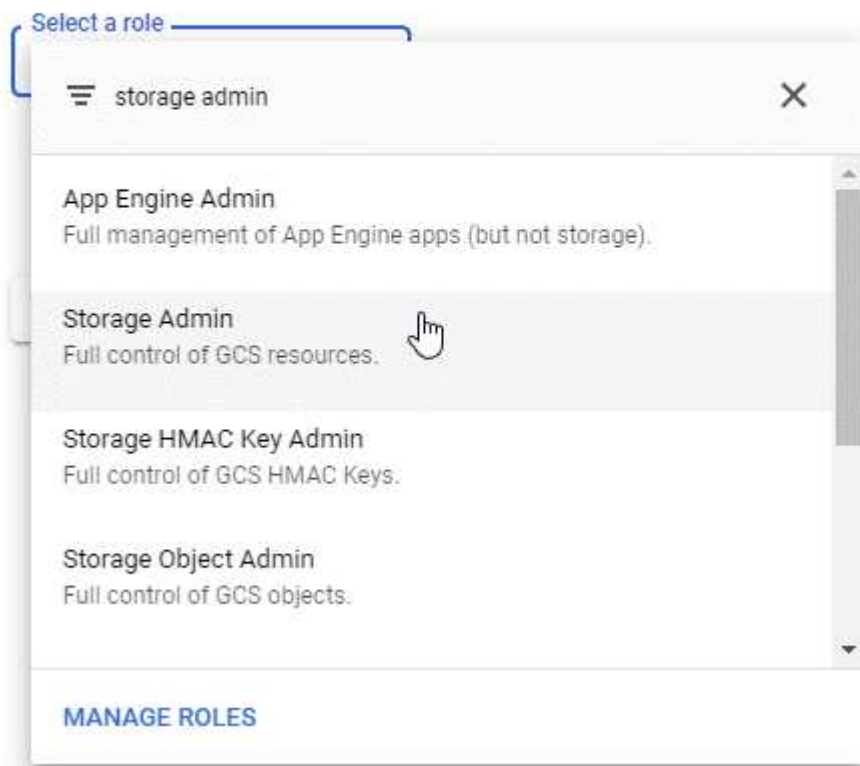 Select a role
storage admin
App Engine Admin
Full management of App Engine apps (but not storage).
Storage Admin
Full control of GCS resources.
Storage HMAC Key Admin
Full control of GCS HMAC Keys.
Storage Object Admin
Full control of GCS objects.
MANAGE ROLES